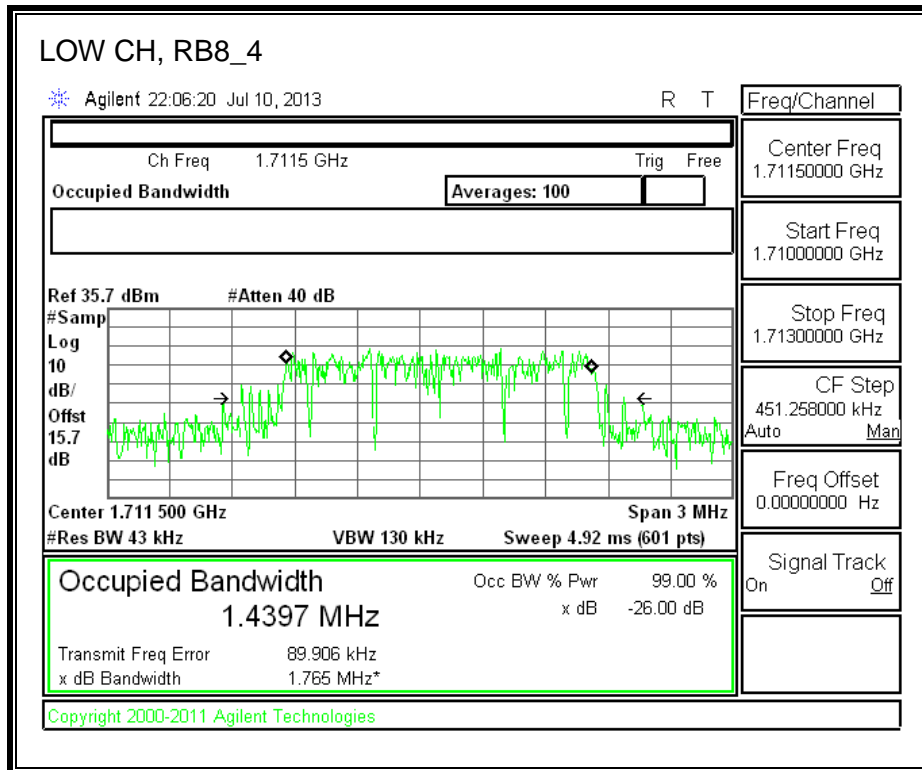 LOW CH, RB8_4
Agilent 22:06:20 Jul 10, 2013 R T
Freq/Channel
Ch Freq 1.7115 GHz Trig Free
Occupied Bandwidth Averages: 100
Center Freq
1.71150000 GHz
Start Freq
1.71000000 GHz
Ref 35.7 dBm #Atten 40 dB
#Samp
Log
10
dB/
Offst
15.7
dB
Stop Freq
1.71300000 GHz
CF Step
451.258000 kHz
Auto Man
Freq Offset
0.00000000 Hz
Center 1.711 500 GHz Span 3 MHz
#Res BW 43 kHz VBW 130 kHz Sweep 4.92 ms (601 pts)
Signal Track
On Off
Occupied Bandwidth Occ BW % Pwr 99.00 %
1.4397 MHz x dB -26.00 dB
Transmit Freq Error 89.906 kHz
x dB Bandwidth 1.765 MHz*
Copyright 2000-2011 Agilent Technologies